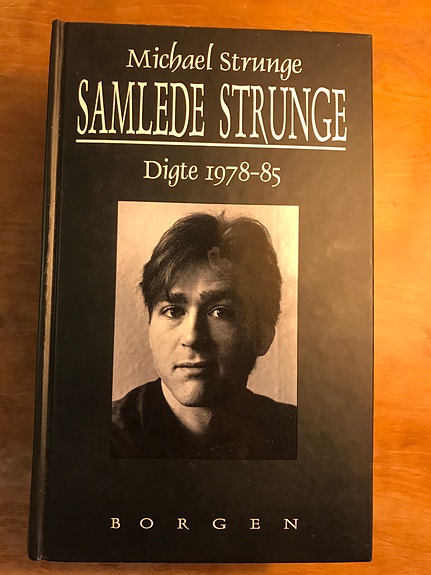 Michael Strunge
SAMLEDE STRUNGE
Digte 1978-85
BORGEN